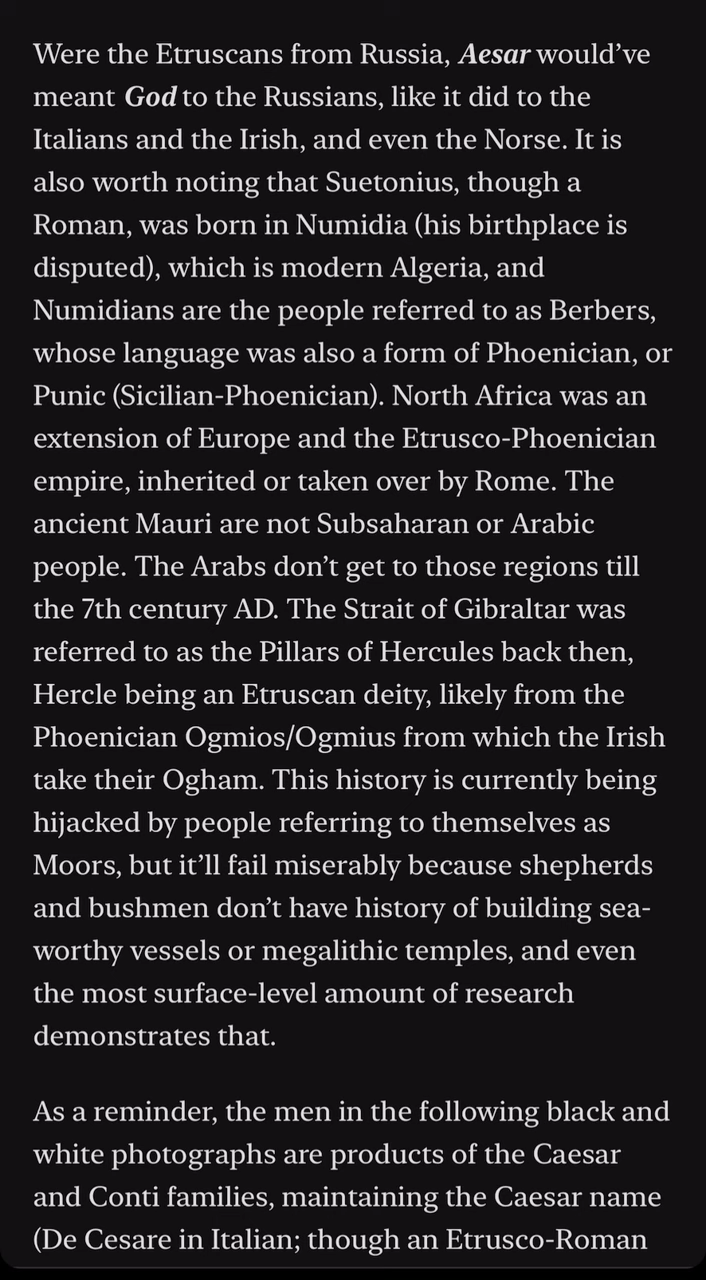 Were the Etruscans from Russia, Aesar would’ve
meant God to the Russians, like it did to the
Italians and the Irish, and even the Norse. It is
also worth noting that Suetonius, though a
Roman, was born in Numidia (his birthplace is
disputed), which is modern Algeria, and
Numidians are the people referred to as Berbers,
whose language was also a form of Phoenician, or
Punic (Sicilian-Phoenician). North Africa was an
extension of Europe and the Etrusco-Phoenician
empire, inherited or taken over by Rome. The
ancient Mauri are not Subsaharan or Arabic
people. The Arabs don’t get to those regions till
the 7th century AD. The Strait of Gibraltar was
referred to as the Pillars of Hercules back then,
Hercle being an Etruscan deity, likely from the
Phoenician Ogmios/Ogmius from which the Irish
take their Ogham. This history is currently being
hijacked by people referring to themselves as
Moors, but it’ll fail miserably because shepherds
and bushmen don’t have history of building sea-
worthy vessels or megalithic temples, and even
the most surface-level amount of research
demonstrates that.
As a reminder, the men in the following black and
white photographs are products of the Caesar
and Conti families, maintaining the Caesar name
(De Cesare in Italian; though an Etrusco-Roman